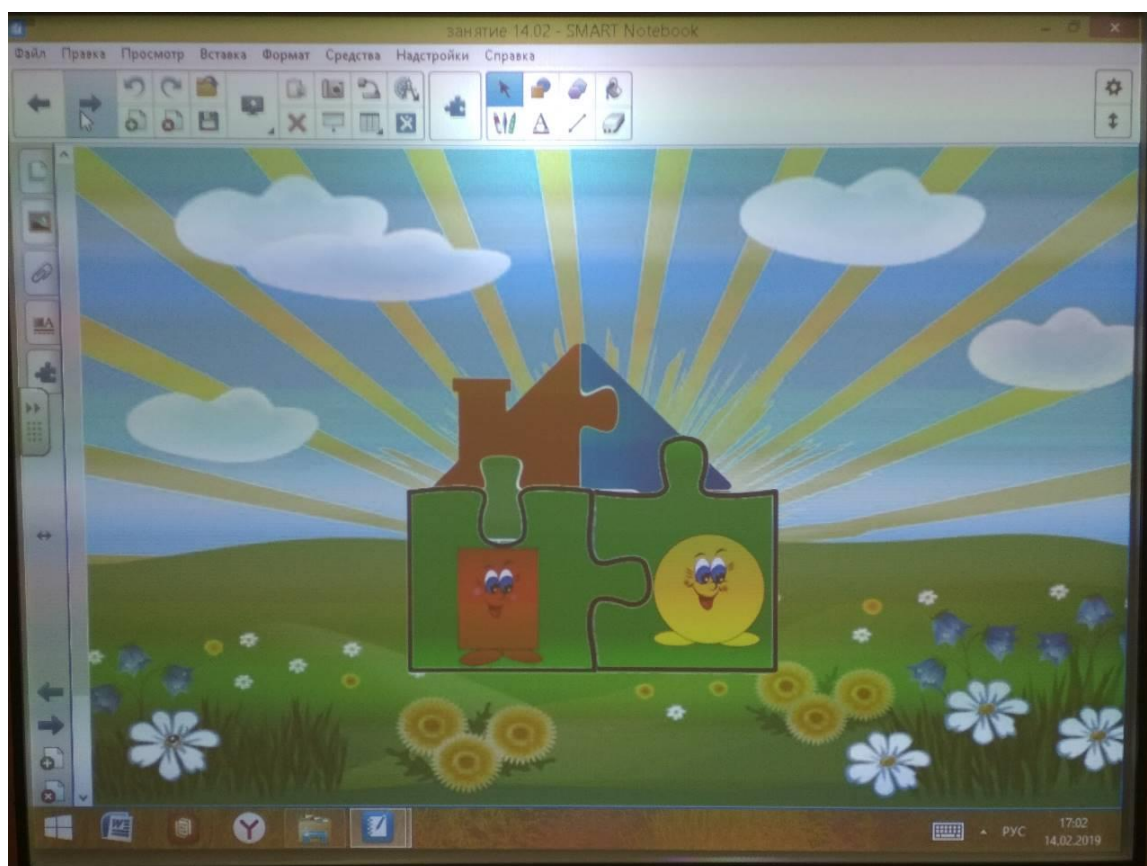 занятие 14.02 - SMART Notebook
Файл Правка Просмотр Вставка Формат Средства Надстройки Справка
РУС
17:02
14.02.2019